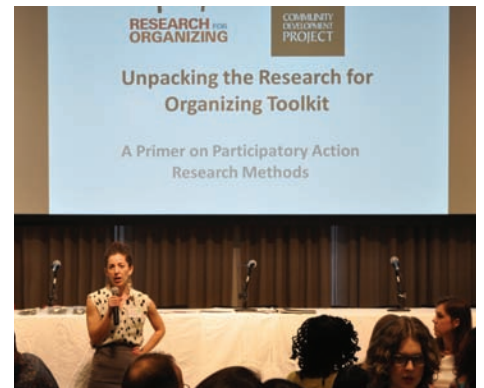 RESEARCH FOR
ORGANIZING
COMMUNITY
DEVELOPMENT
PROJECT
Unpacking the Research for
Organizing Toolkit
A Primer on Participatory Action
Research Methods